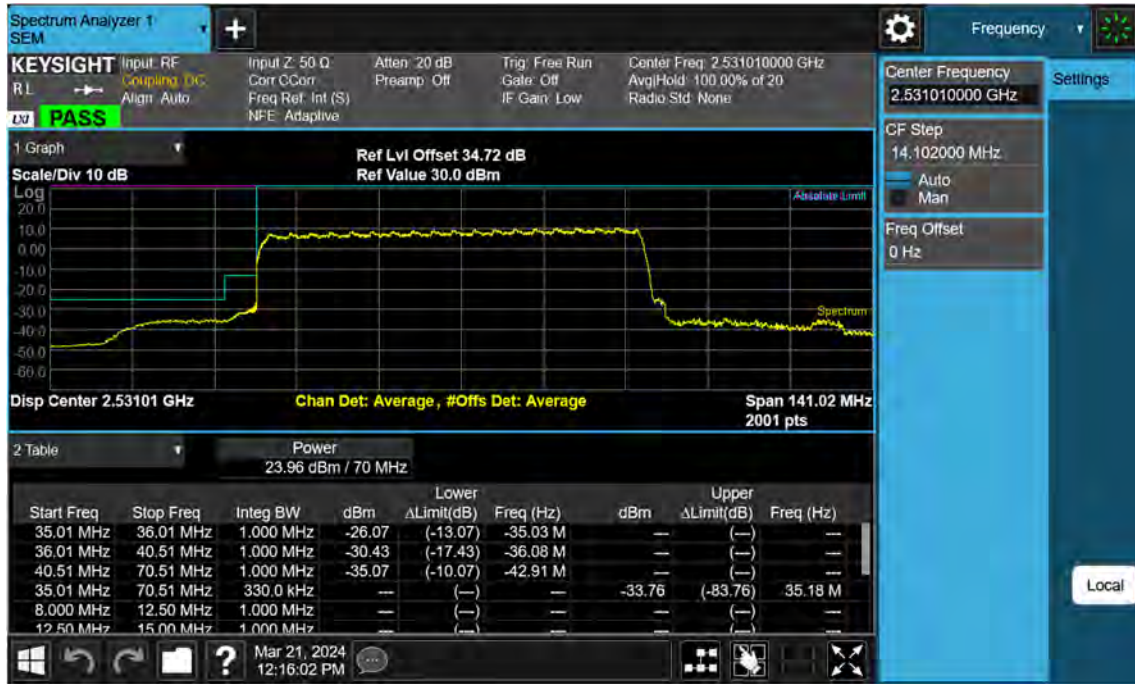 Spectrum Analyzer 1
SEM
Frequency
KEYSIGHT
Input: RF
Coupling: DC
Align: Auto
Input Z: 50 Ω
Corr CCorr
Freq Ref: Int (S)
NFE: Adaptive
Atten: 20 dB
Preamp: Off
Trig: Free Run
Gate: Off
IF Gain: Low
Center Freq: 2.531010000 GHz
Avg|Hold: 100.00% of 20
Radio Std: None
RL
LXI PASS
Center Frequency
2.531010000 GHz
Settings
CF Step
14.102000 MHz
Auto
Man
Freq Offset
0 Hz
Local
1 Graph
Scale/Div 10 dB
Ref Lvl Offset 34.72 dB
Ref Value 30.0 dBm
Log
Absolute Limit
20.0
10.0
0.00
-10.0
-20.0
-30.0
Spectrum
-40.0
-50.0
-60.0
Disp Center 2.53101 GHz
Chan Det: Average, #Offs Det: Average
Span 141.02 MHz
2001 pts
2 Table
Power
23.96 dBm / 70 MHz
Lower Upper
Start Freq Stop Freq Integ BW dBm ΔLimit(dB) Freq (Hz) dBm ΔLimit(dB) Freq (Hz)
35.01 MHz 36.01 MHz 1.000 MHz -26.07 (-13.07) -35.03 M — (—) —
36.01 MHz 40.51 MHz 1.000 MHz -30.43 (-17.43) -36.08 M — (—) —
40.51 MHz 70.51 MHz 1.000 MHz -35.07 (-10.07) -42.91 M — (—) —
35.01 MHz 70.51 MHz 330.0 kHz — (—) — -33.76 (-83.76) 35.18 M
8.000 MHz 12.50 MHz 1.000 MHz — (—) — — (—) —
12.50 MHz 15.00 MHz 1.000 MHz — (—) — — (—) —
?
Mar 21, 2024
12:16:02 PM